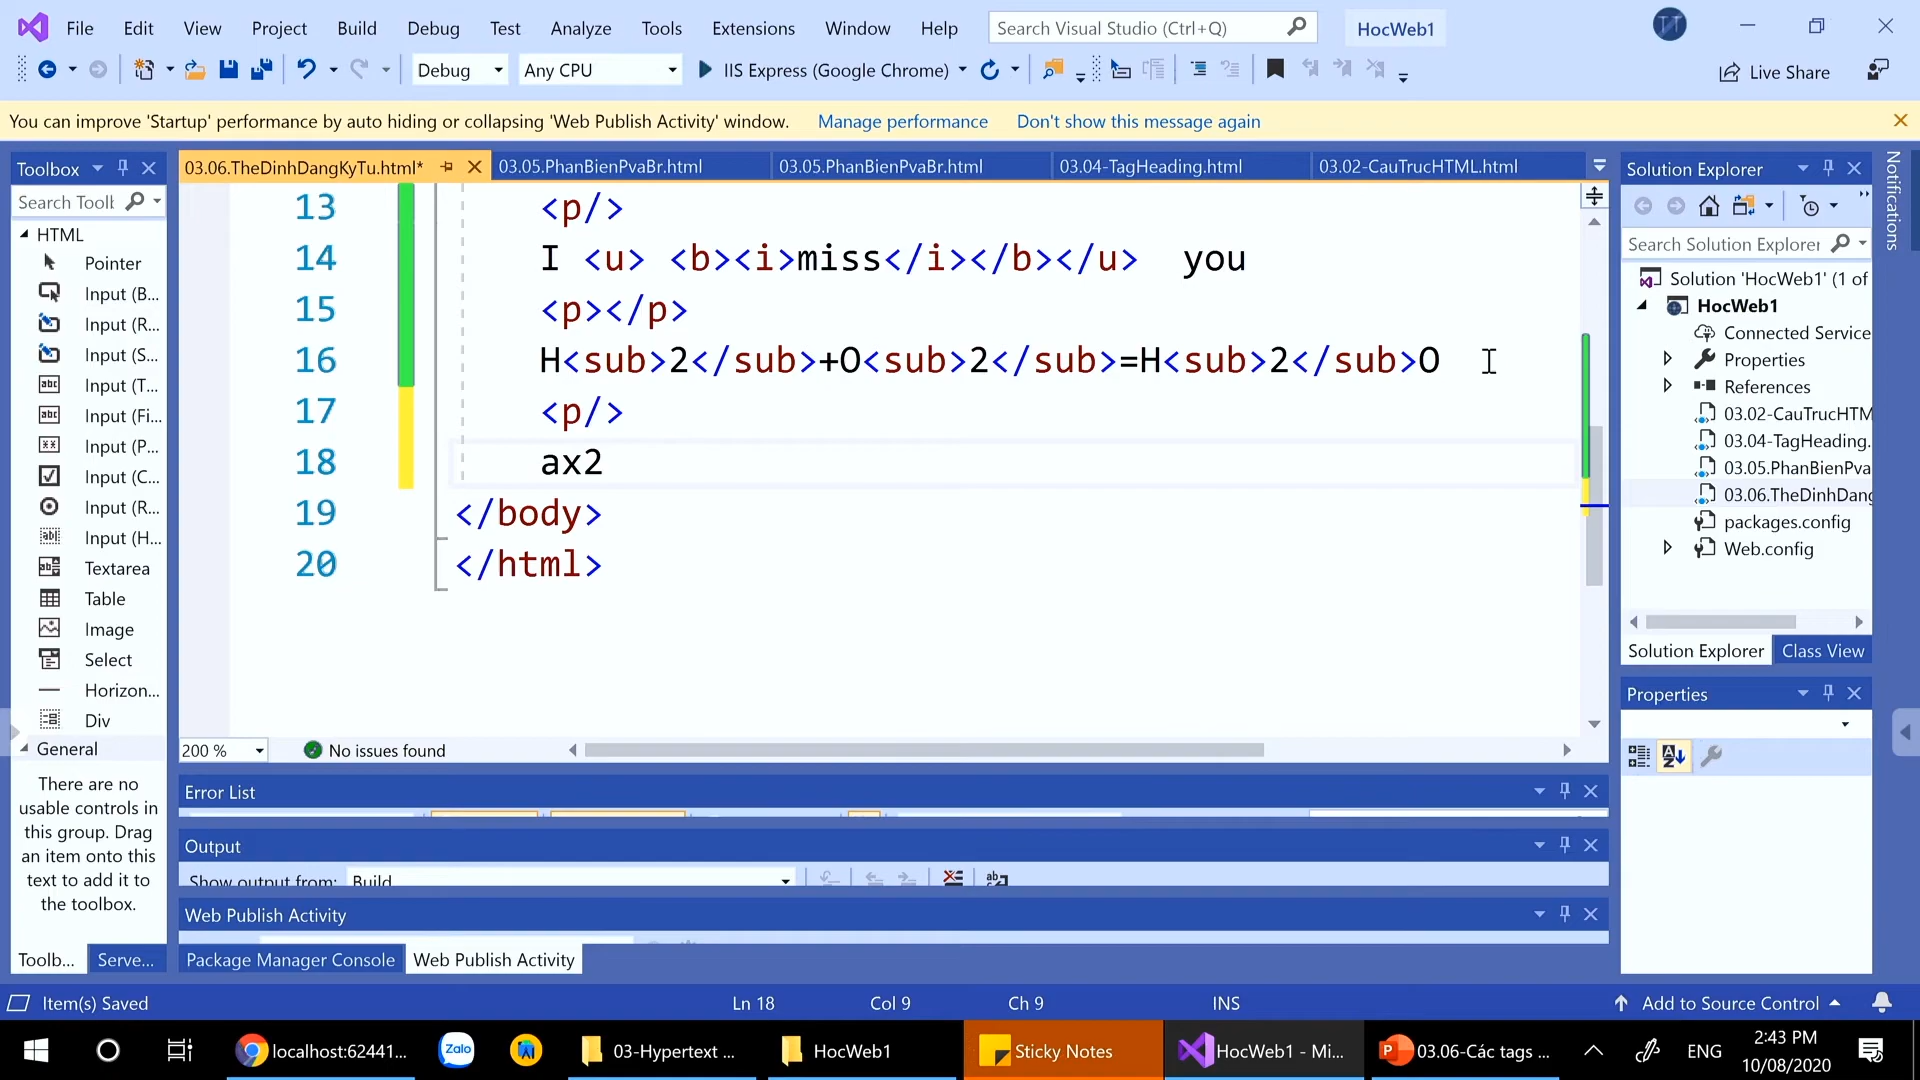 File Edit View Project Build Debug Test Analyze Tools Extensions Window Help Search Visual Studio (Ctrl+Q) HocWeb1
Debug Any CPU IIS Express (Google Chrome) Live Share
You can improve 'Startup' performance by auto hiding or collapsing 'Web Publish Activity' window. Manage performance Don't show this message again
Toolbox
03.06.TheDinhDangKyTu.html* 03.05.PhanBienPvaBr.html 03.05.PhanBienPvaBr.html 03.04-TagHeading.html 03.02-CauTrucHTML.html
Solution Explorer
Notifications
Search Toolb
HTML
Pointer
Input (B...
Input (R...
Input (S...
Input (T...
Input (Fi...
Input (P...
Input (C...
Input (R...
Input (H...
Textarea
Table
Image
Select
Horizon...
Div
General
There are no
usable controls in
this group. Drag
an item onto this
text to add it to
the toolbox.
Toolb... Serve...
13 <p/>
14 I <u> <b><i>miss</i></b></u> you
15 <p></p>
16 H<sub>2</sub>+O<sub>2</sub>=H<sub>2</sub>O
17 <p/>
18 ax2
19 </body>
20 </html>
200 % No issues found
Error List
Output
Show output from: Build
Web Publish Activity
Package Manager Console Web Publish Activity
Search Solution Explorer
Solution 'HocWeb1' (1 of
HocWeb1
Connected Service
Properties
References
03.02-CauTrucHTM
03.04-TagHeading.
03.05.PhanBienPva
03.06.TheDinhDang
packages.config
Web.config
Solution Explorer Class View
Properties
Item(s) Saved Ln 18 Col 9 Ch 9 INS Add to Source Control
localhost:62441... Zalo 03-Hypertext ... HocWeb1 Sticky Notes HocWeb1 - Mi... 03.06-Các tags ... ENG 2:43 PM
10/08/2020